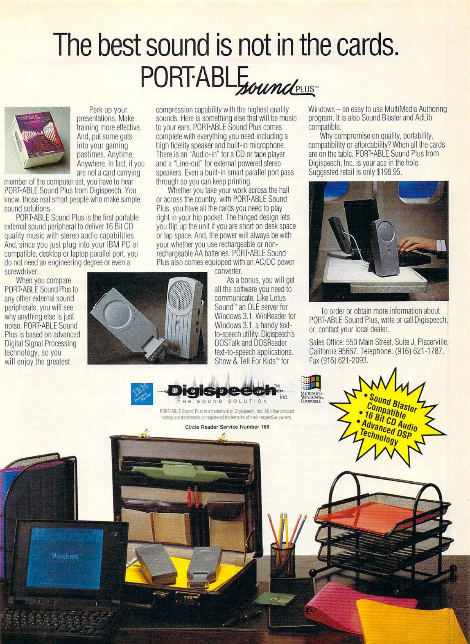 The best sound is not in the cards.
PORT·ABLE sound PLUS™
Perk up your
presentations. Make
training more effective.
And, put some guts
into your gaming
pastimes. Anytime.
Anywhere. In fact, if you
are not a card carrying
member of the computer set, you have to hear
PORT·ABLE Sound Plus from Digispeech. You
know, those real smart people who make simple
sound solutions.
PORT·ABLE Sound Plus is the first portable
external sound peripheral to deliver 16 Bit CD
quality music with stereo audio capabilities.
And, since you just plug into your IBM PC or
compatible, desktop or laptop parallel port, you
do not need an engineering degree or even a
screwdriver.
When you compare
PORT·ABLE Sound Plus to
any other external sound
peripherals, you will see
why anything else is just
noise. PORT·ABLE Sound
Plus is based on advanced
Digital Signal Processing
technology, so you
will enjoy the greatest
compression capability with the highest quality
sounds. Here is something else that will be music
to your ears. PORT·ABLE Sound Plus comes
complete with everything you need including a
high fidelity speaker and built-in microphone.
There is an "Audio-in" for a CD or tape player
and a "Line-out" for external powered stereo
speakers. Even a built-in smart parallel port pass
through so you can keep printing.
Whether you take your work across the hall
or across the country, with PORT·ABLE Sound
Plus, you have all the cards you need to play
right in your hip pocket. The hinged design lets
you flip up the unit if you are short on desk space
or lap space. And, the power will always be with
your whether you use rechargeable or non-
rechargeable AA batteries. PORT·ABLE Sound
Plus also comes equipped with an AC/DC power
converter.
As a bonus, you will get
all the software you need to
communicate. Like Lotus
Sound™ an OLE server for
Windows 3.1. WinReader for
Windows 3.1, a handy text-
to-speech utility. Digispeech's
DOSTalk and DOSReader
text-to-speech applications.
Show & Tell For Kids™ for
Windows – an easy to use MultiMedia Authoring
program. It is also Sound Blaster and AdLib
compatible.
Why compromise on quality, portability,
compatibility or affordability? When all the cards
are on the table, PORT·ABLE Sound Plus from
Digispeech, Inc. is your ace in the hole.
Suggested retail is only $198.95.
To order or obtain more information about
PORT·ABLE Sound Plus, write or call Digispeech,
or, contact your local dealer.
Sales Office: 550 Main Street, Suite J, Placerville,
California 95667. Telephone: (916) 621-1787.
Fax (916) 621-2093.
Digispeech INC.
THE SOUND SOLUTION
MICROSOFT
WINDOWS
COMPATIBLE
PORT·ABLE Sound Plus is a trademark of Digispeech, Inc. All other product
names are trademarks or registered trademarks of their respective owners.
Circle Reader Service Number 168
• Sound Blaster
Compatible
• 16 Bit CD Audio
• Advanced DSP
Technology
Windows